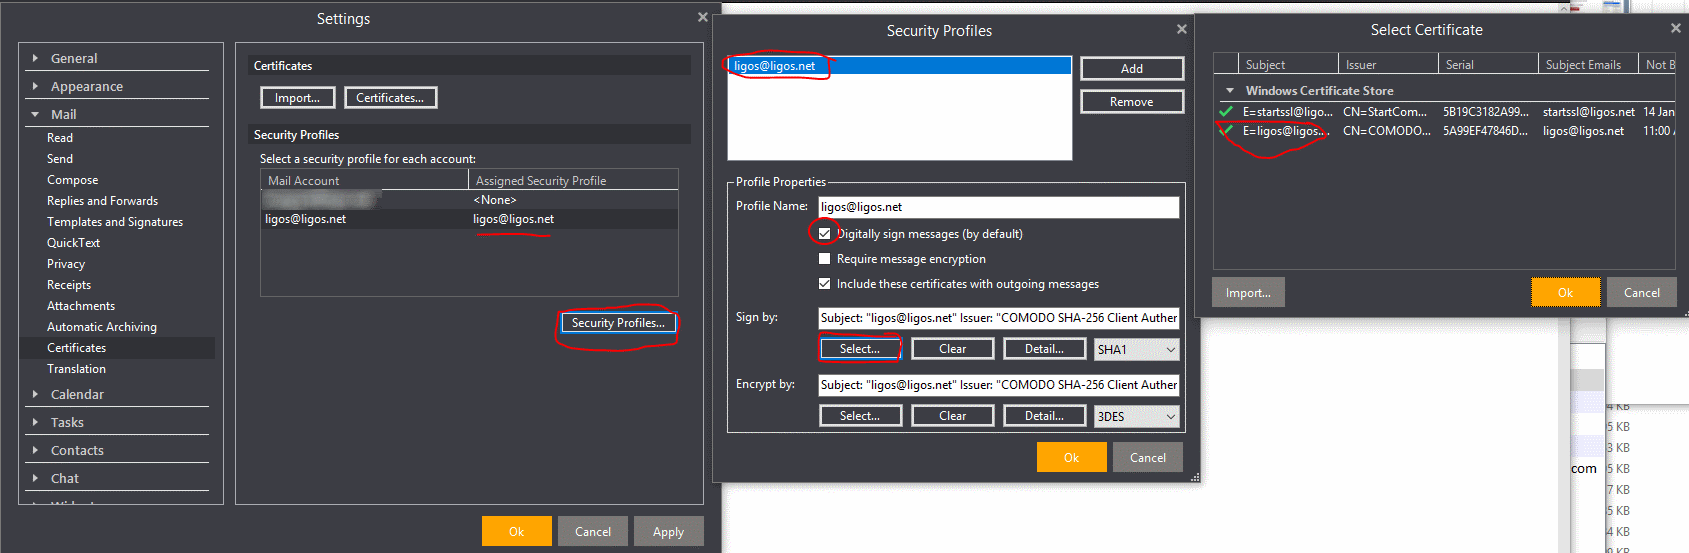 Settings
General
Appearance
Mail
Read
Send
Compose
Replies and Forwards
Templates and Signatures
QuickText
Privacy
Receipts
Attachments
Automatic Archiving
Certificates
Translation
Calendar
Tasks
Contacts
Chat
Certificates
Import... Certificates...
Security Profiles
Select a security profile for each account:
Mail Account Assigned Security Profile
<None>
ligos@ligos.net ligos@ligos.net
Security Profiles...
Ok Cancel Apply
Security Profiles
ligos@ligos.net
Add
Remove
Profile Properties
Profile Name: ligos@ligos.net
Digitally sign messages (by default)
Require message encryption
Include these certificates with outgoing messages
Sign by: Subject: "ligos@ligos.net" Issuer: "COMODO SHA-256 Client Auther
Select... Clear Detail... SHA1
Encrypt by: Subject: "ligos@ligos.net" Issuer: "COMODO SHA-256 Client Auther
Select... Clear Detail... 3DES
Ok Cancel
Select Certificate
Subject Issuer Serial Subject Emails Not B
Windows Certificate Store
E=startssl@ligo... CN=StartCom... 5B19C3182A99... startssl@ligos.net 14 Jan
E=ligos@ligos.... CN=COMODO... 5A99EF47846D... ligos@ligos.net 11:00
Import... Ok Cancel
KB
KB
3 KB
com 5 KB
7 KB
KB
KB
KB